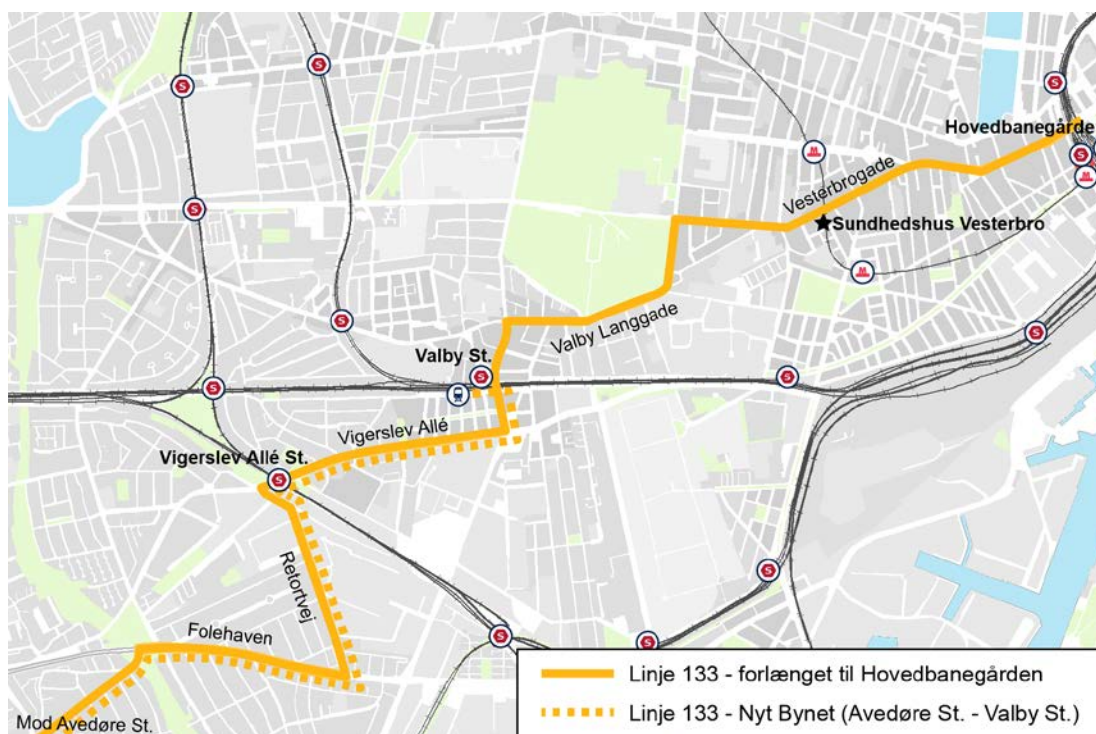 Hovedbanegårde
Vesterbrogade
Sundhedshus Vesterbro
Valby Langgade
Valby St.
Vigerslev Allé
Vigerslev Allé St.
Retortvej
Folehaven
Mod Avedøre St.
Linje 133 - forlænget til Hovedbanegården
Linje 133 - Nyt Bynet (Avedøre St. - Valby St.)
S
S
S
S
S
S
S
S
S
S
S
S
S
S
M
M
M